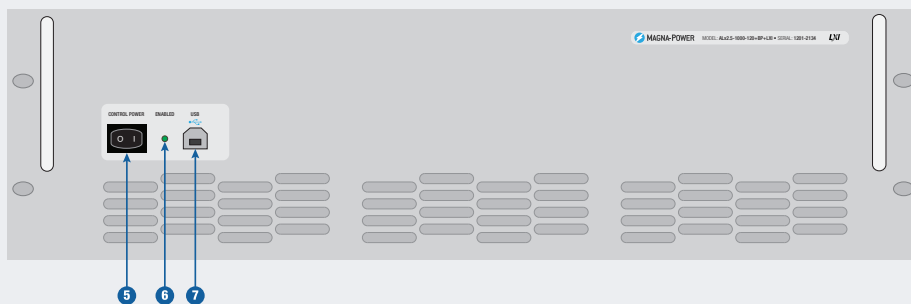 MAGNA-POWER MODEL: ALx2.5-1000-120+BP+LXI • SERIAL: 1201-2134 LXI
CONTROL POWER ENABLED USB
O I
5 6 7